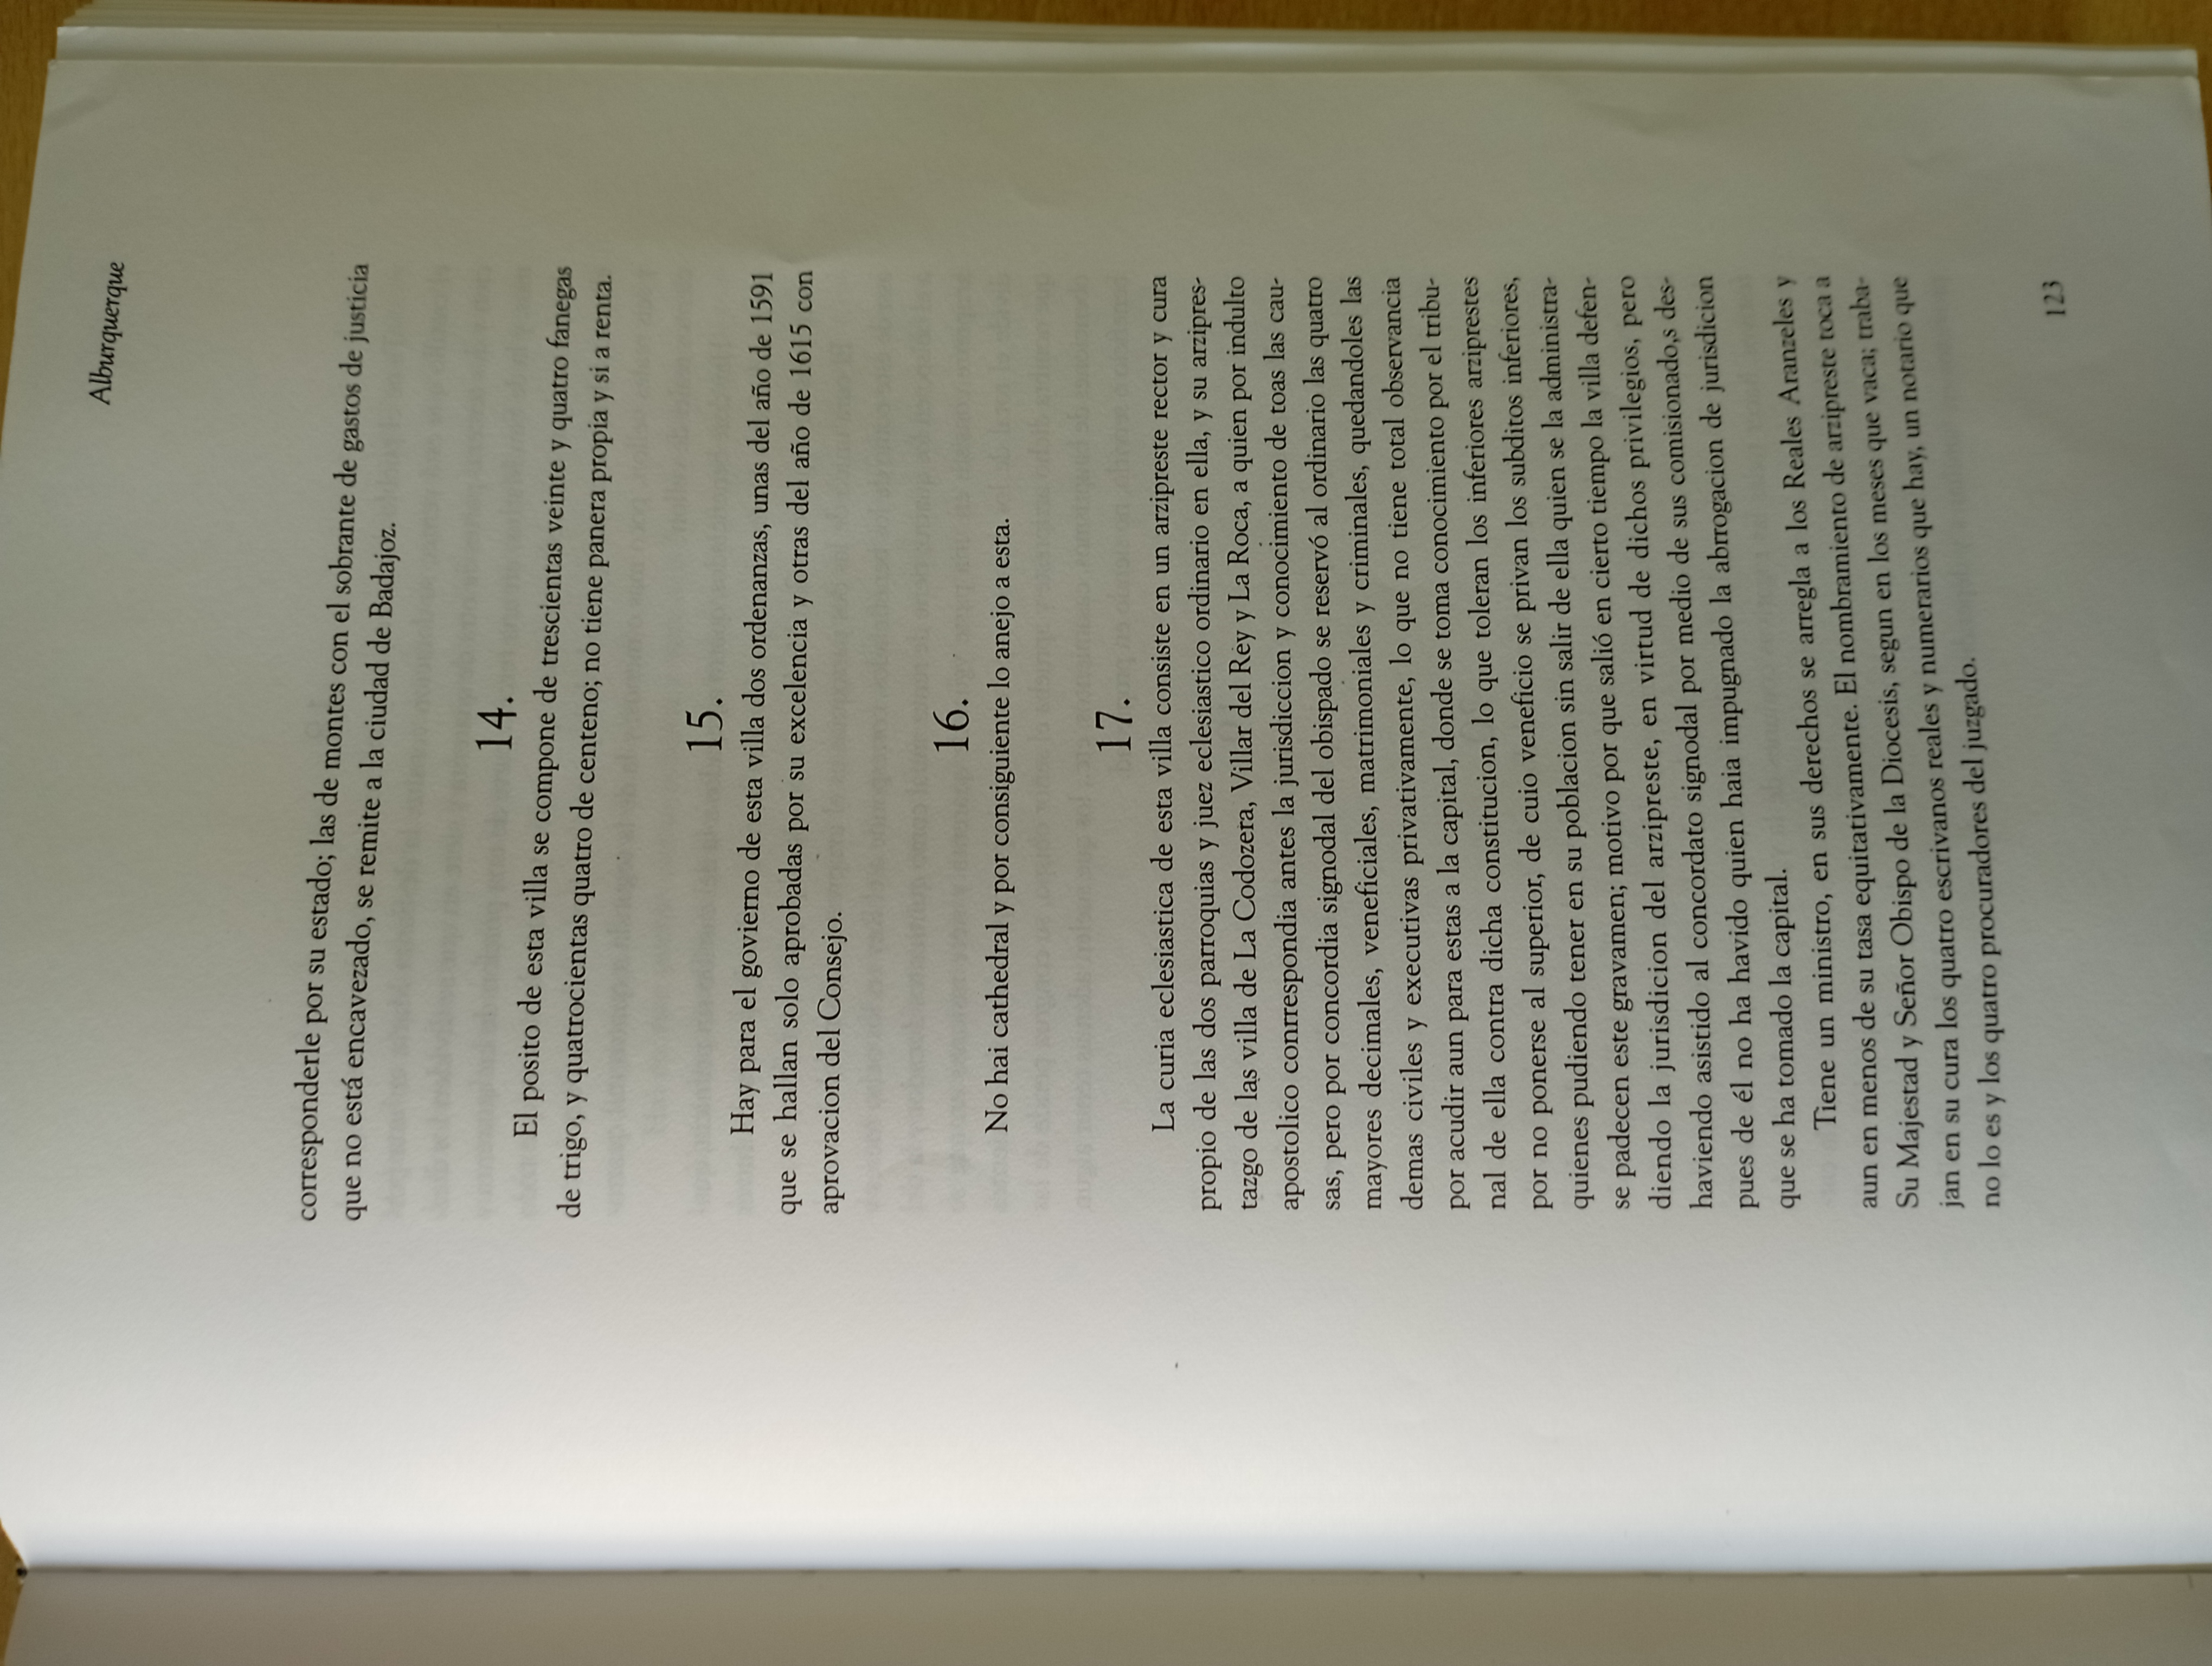 Alburquerque
corresponderle por su estado; las de montes con el sobrante de gastos de justicia
que no está encavezado, se remite a la ciudad de Badajoz.
14.
El posito de esta villa se compone de trescientas veinte y quatro fanegas
de trigo, y quatrocientas quatro de centeno; no tiene panera propia y si a renta.
15.
Hay para el govierno de esta villa dos ordenanzas, unas del año de 1591
que se hallan solo aprobadas por su excelencia y otras del año de 1615 con
aprovacion del Consejo.
16.
No hai cathedral y por consiguiente lo anejo a esta.
17.
La curia eclesiastica de esta villa consiste en un arzipreste rector y cura
propio de las dos parroquias y juez eclesiastico ordinario en ella, y su arzipres-
tazgo de las villa de La Codozera, Villar del Rey y La Roca, a quien por indulto
apostolico conrrespondia antes la jurisdiccion y conocimiento de toas las cau-
sas, pero por concordia signodal del obispado se reservó al ordinario las quatro
mayores decimales, veneficiales, matrimoniales y criminales, quedandoles las
demas civiles y executivas privativamente, lo que no tiene total observancia
por acudir aun para estas a la capital, donde se toma conocimiento por el tribu-
nal de ella contra dicha constitucion, lo que toleran los inferiores arziprestes
por no ponerse al superior, de cuio veneficio se privan los subditos inferiores,
quienes pudiendo tener en su poblacion sin salir de ella quien se la administra-
se padecen este gravamen; motivo por que salió en cierto tiempo la villa defen-
diendo la jurisdicion del arzipreste, en virtud de dichos privilegios, pero
haviendo asistido al concordato signodal por medio de sus comisionado,s des-
pues de él no ha havido quien haia impugnado la abrrogacion de jurisdicion
que se ha tomado la capital.
Tiene un ministro, en sus derechos se arregla a los Reales Aranzeles y
aun en menos de su tasa equitativamente. El nombramiento de arzipreste toca a
Su Majestad y Señor Obispo de la Diocesis, segun en los meses que vaca; traba-
jan en su cura los quatro escrivanos reales y numerarios que hay, un notario que
no lo es y los quatro procuradores del juzgado.
123